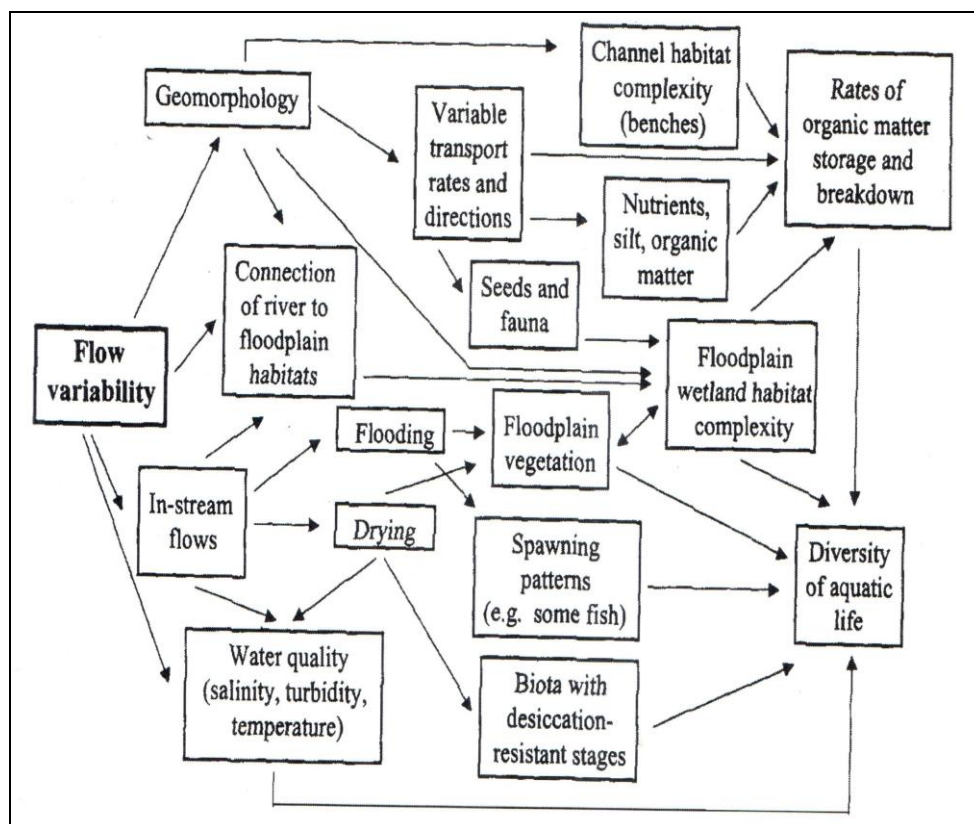 Geomorphology
Channel habitat
complexity
(benches)
Rates of
organic matter
storage and
breakdown
Variable
transport
rates and
directions
Nutrients,
silt, organic
matter
Connection
of river to
floodplain
habitats
Seeds and
fauna
Flow
variability
Floodplain
wetland habitat
complexity
Flooding
Floodplain
vegetation
In-stream
flows
Drying
Spawning
patterns
(e.g. some fish)
Diversity
of aquatic
life
Water quality
(salinity, turbidity,
temperature)
Biota with
desiccation-
resistant stages